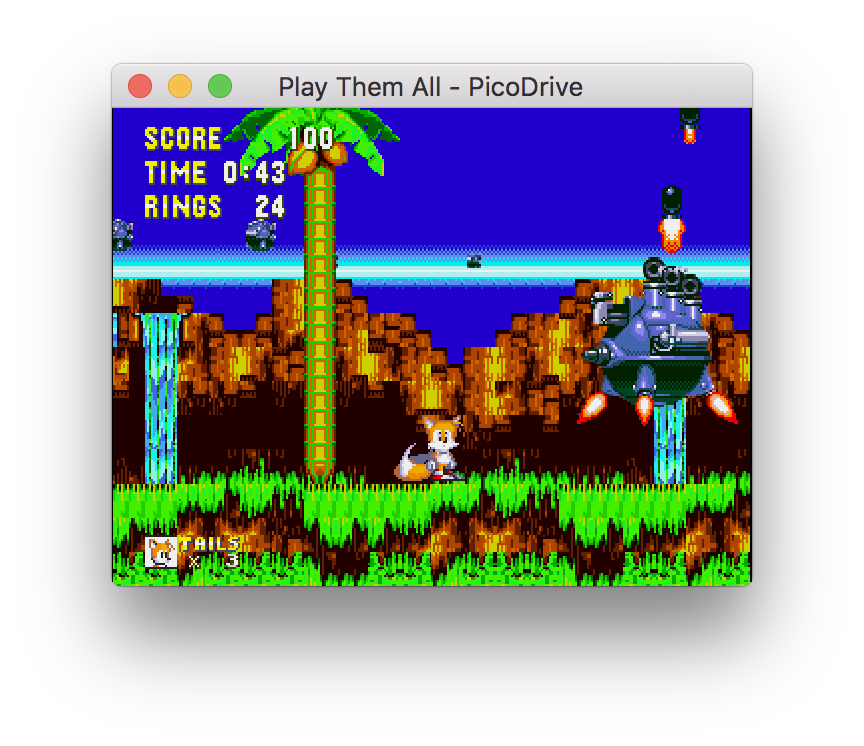 Play Them All - PicoDrive
SCORE 100
TIME 0:43
RINGS 24
TAILS
x 3